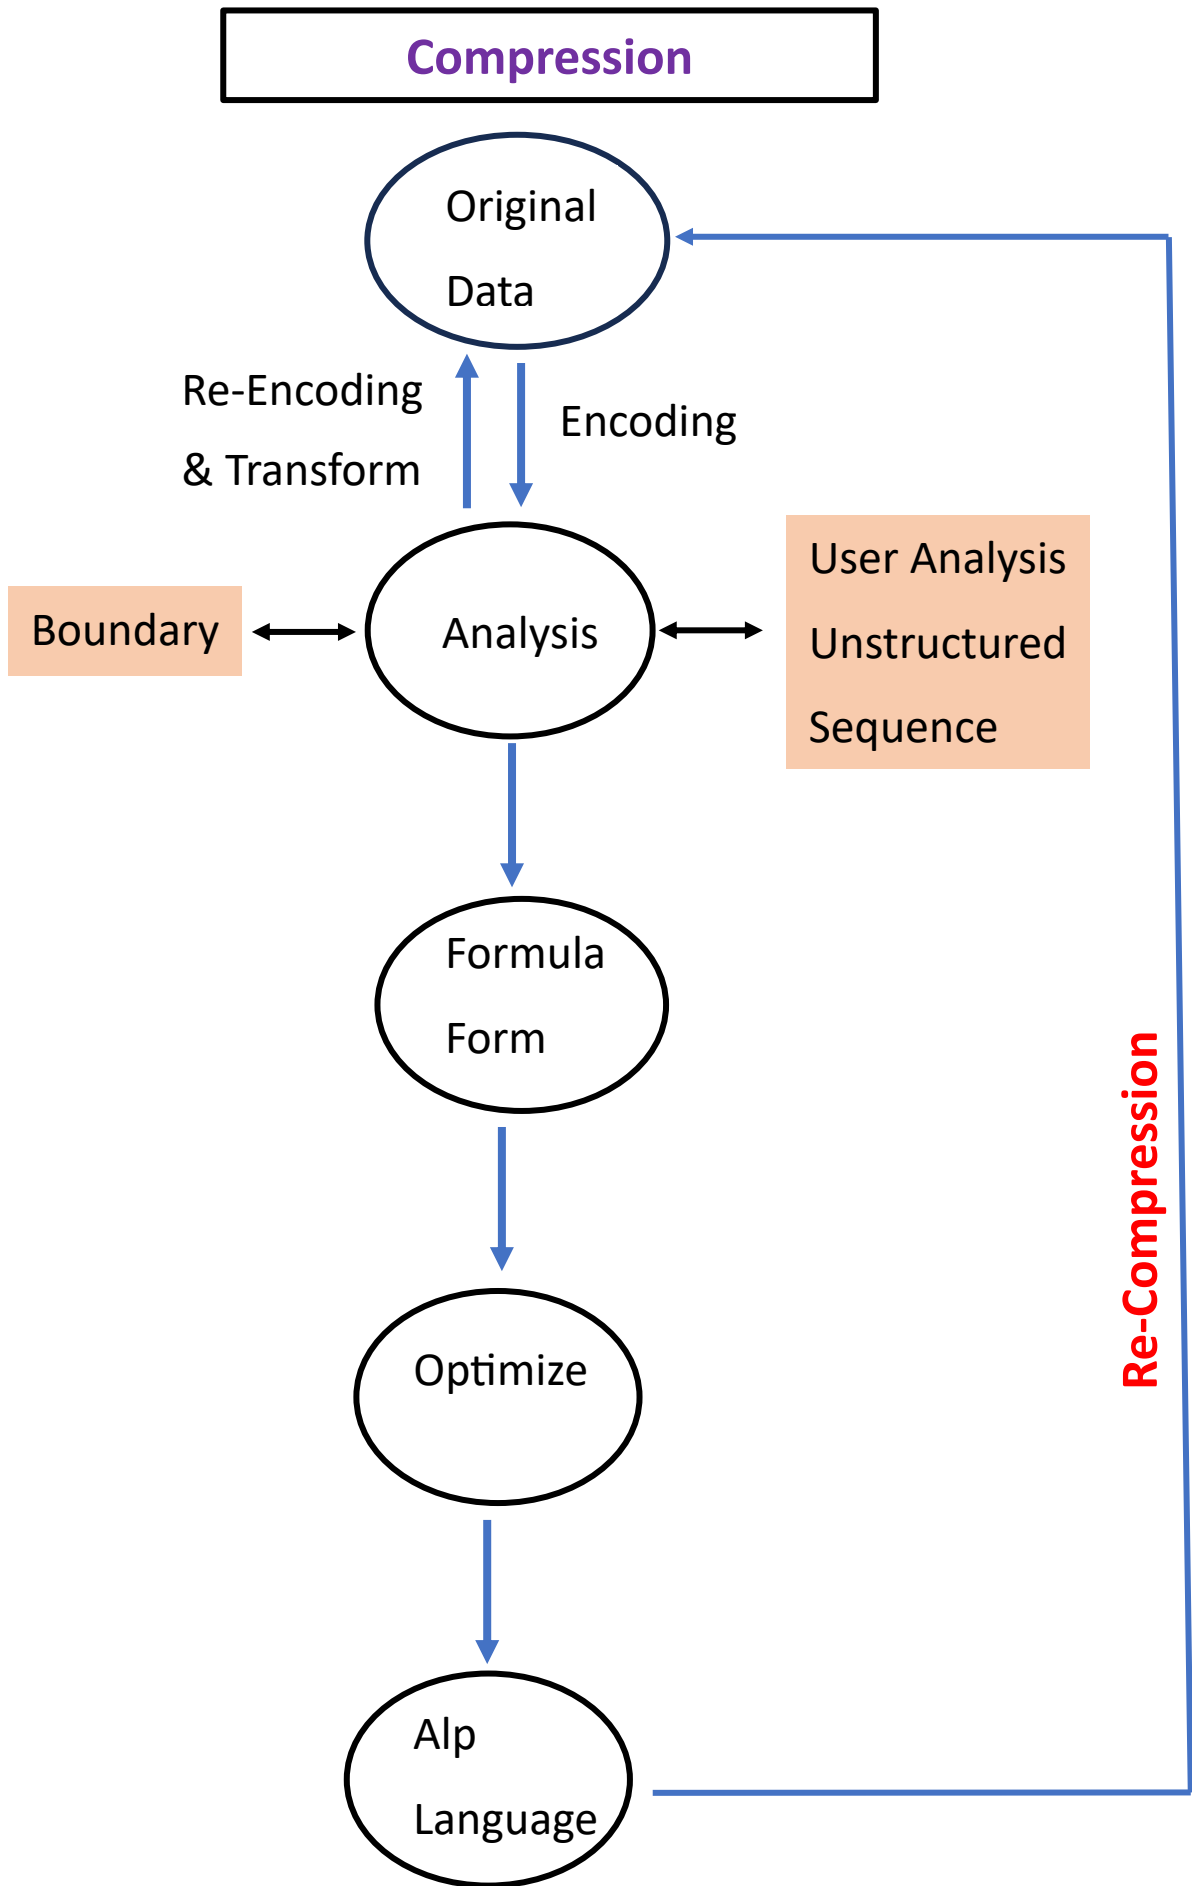 Compression
Original
Data
Re-Encoding
& Transform
Encoding
Boundary
Analysis
User Analysis
Unstructured
Sequence
Formula
Form
Re-Compression
Optimize
Alp
Language